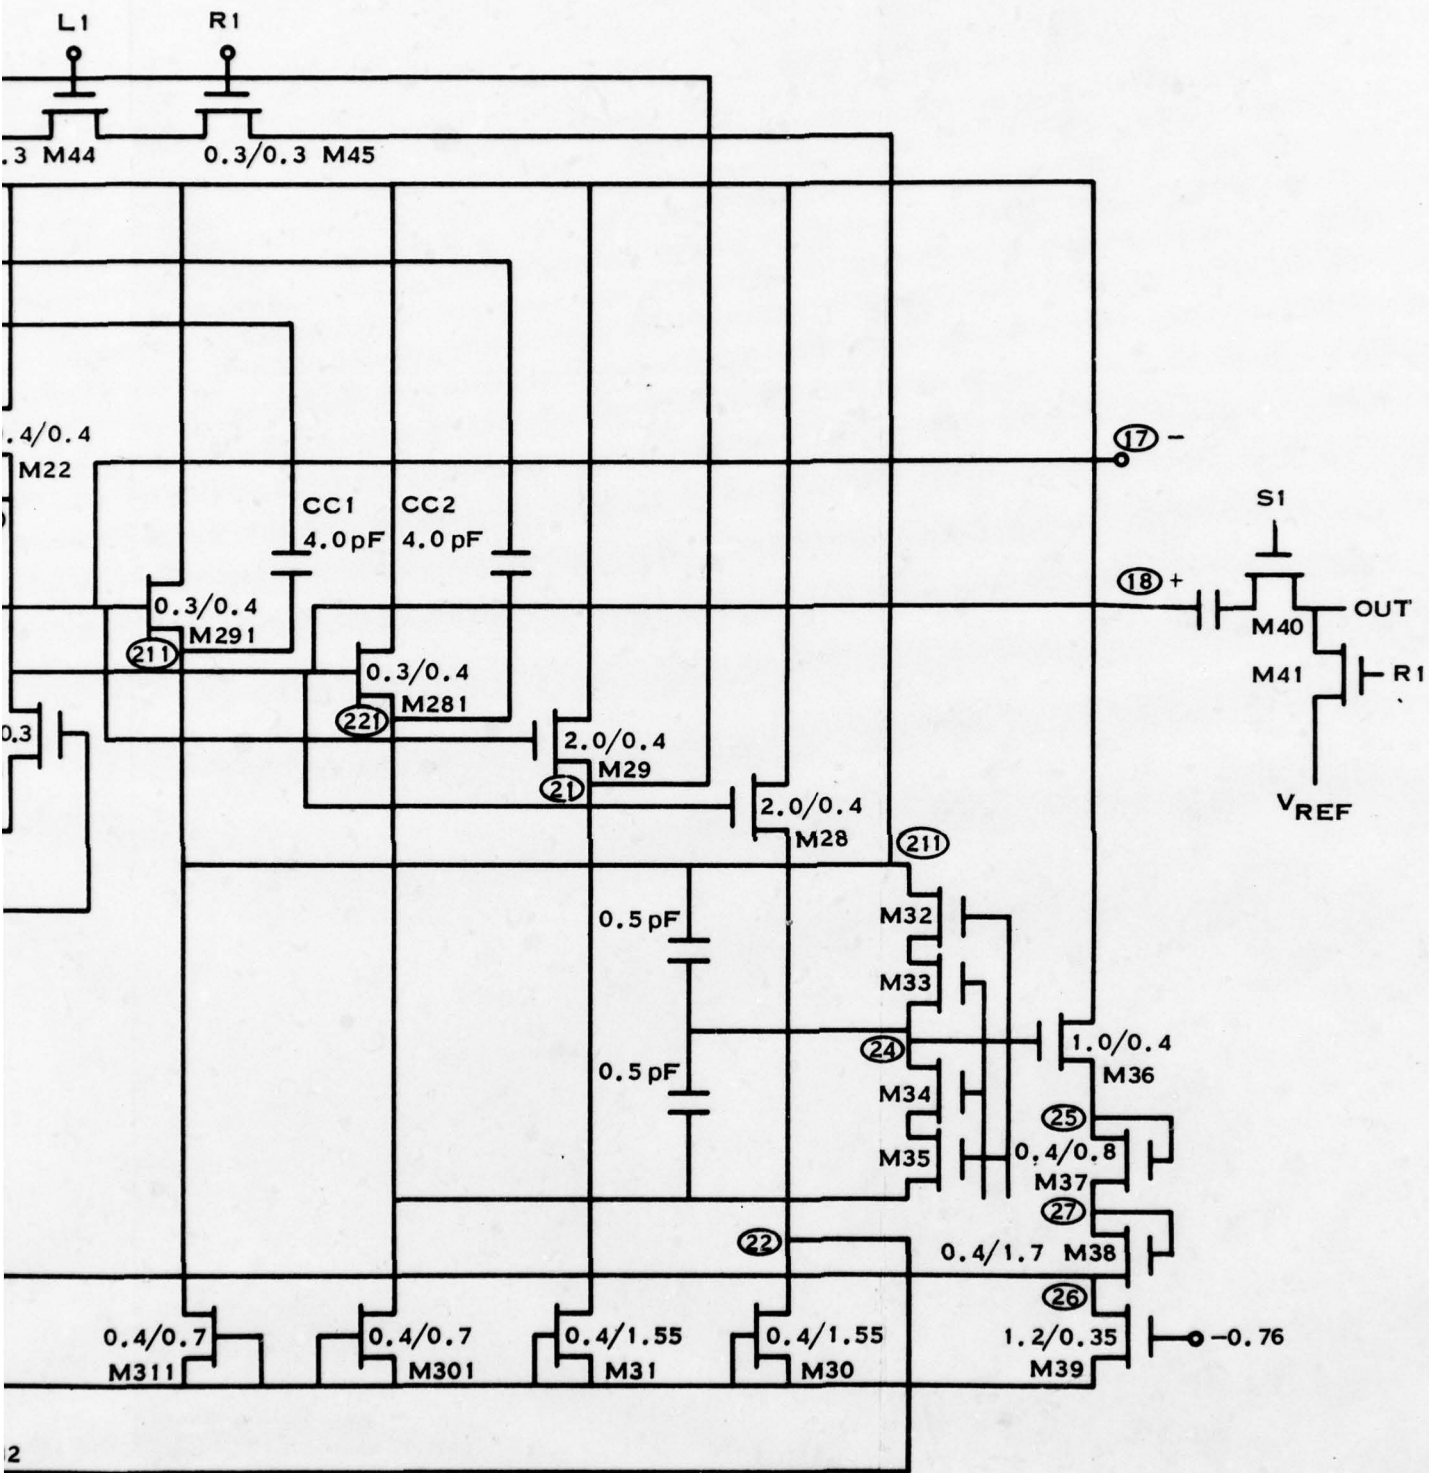 L1 R1
.3 M44 0.3/0.3 M45
.4/0.4
M22
17 −
S1
CC1 CC2
4.0pF 4.0pF
18 +
0.3/0.4
OUT
M40
M291
211
0.3/0.4
M41 R1
M281
221
0.3
2.0/0.4
M29
21
2.0/0.4
VREF
M28
211
0.5pF
M32
M33
24
1.0/0.4
M36
0.5pF
M34
25
M35
0.4/0.8
M37
27
22
0.4/1.7 M38
26
0.4/0.7 0.4/0.7 0.4/1.55 0.4/1.55 1.2/0.35 −0.76
M311 M301 M31 M30 M39
2